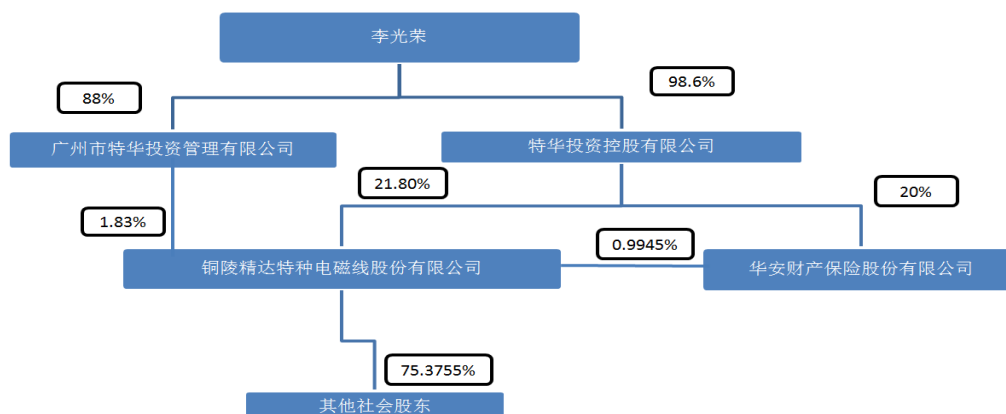 李光荣
88%
98.6%
广州市特华投资管理有限公司
特华投资控股有限公司
21.80%
20%
1.83%
0.9945%
铜陵精达特种电磁线股份有限公司
华安财产保险股份有限公司
75.3755%
其他社会股东